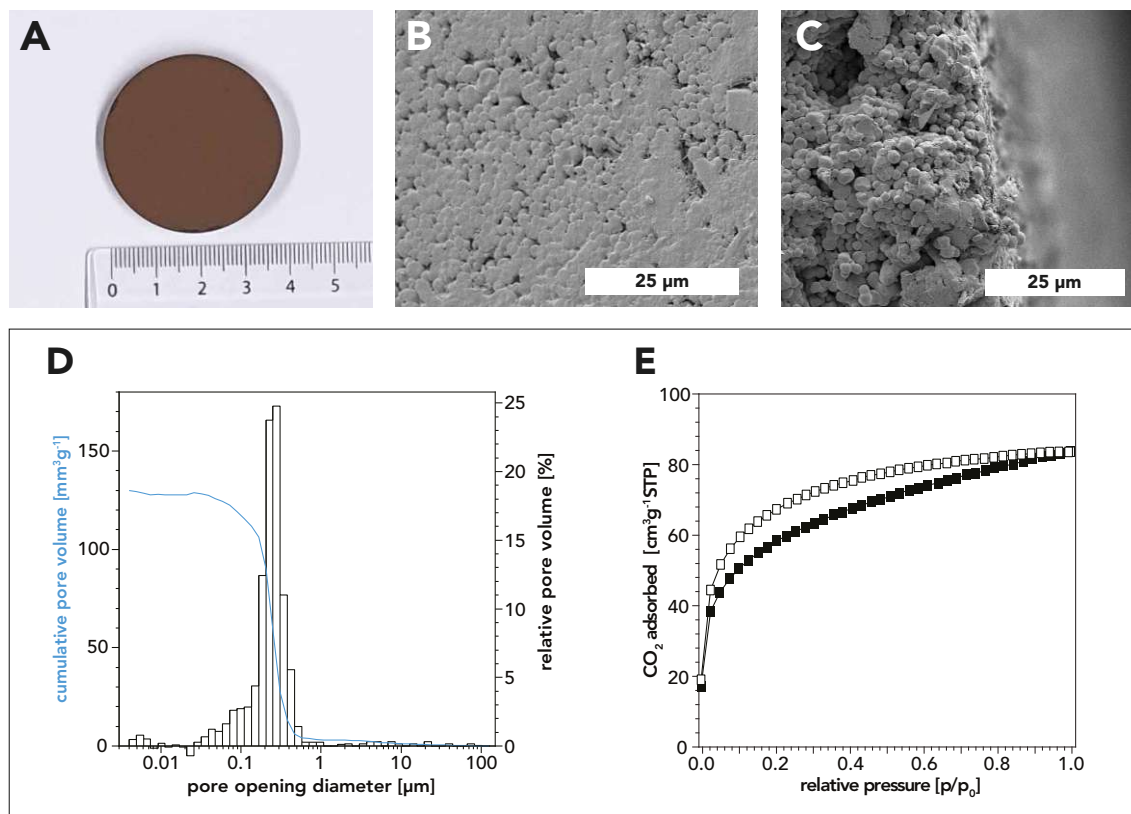 A
B
C
0 1 2 3 4 5
25 µm
25 µm
D
E
cumulative pore volume [mm³g⁻¹]
150
100
50
0
25
20
15
10
5
0
relative pore volume [%]
0.01 0.1 1 10 100
pore opening diameter [µm]
CO₂ adsorbed [cm³g⁻¹STP]
100
80
60
40
20
0
0.0 0.2 0.4 0.6 0.8 1.0
relative pressure [p/p₀]